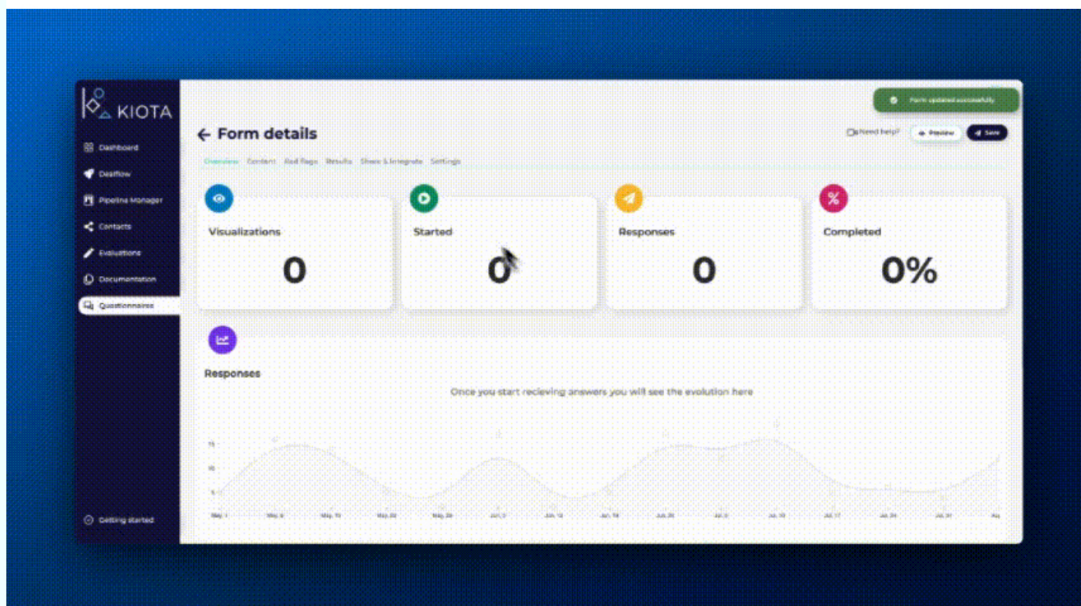 KIOTA
Form updated successfully
Form details
Need help?
Preview
Save
Dashboard
Dealflow
Pipeline Manager
Contacts
Evaluations
Documentation
Questionnaires
Getting started
Overview Content Red flags Results Share & Integrate Settings
Visualizations
0
Started
0
Responses
0
Completed
0%
Responses
Once you start recieving answers you will see the evolution here